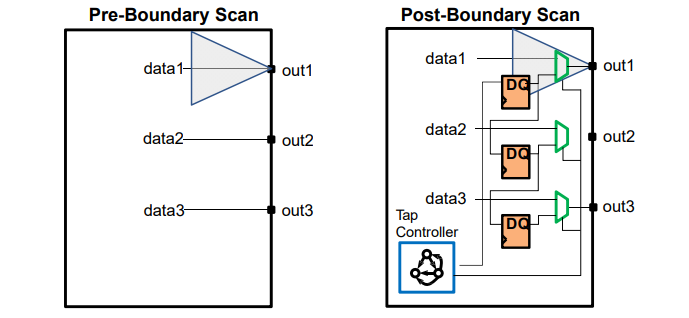 Pre-Boundary Scan
data1
out1
data2
out2
data3
out3
Post-Boundary Scan
data1
out1
DQ
data2
out2
DQ
data3
out3
DQ
Tap
Controller